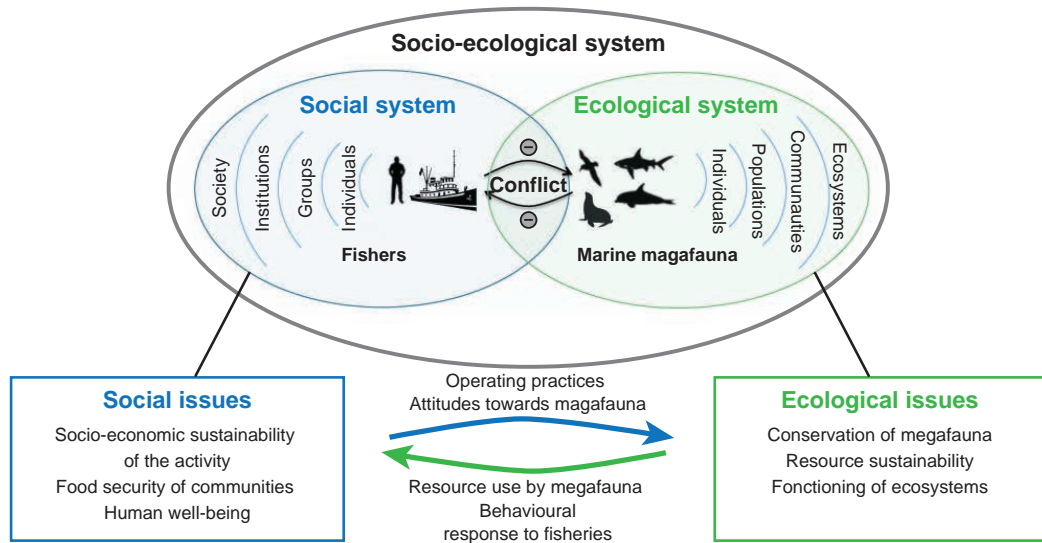 Socio-ecological system
Social system
Ecological system
Society
Institutions
Groups
Individuals
Conflict
Individuals
Populations
Communauties
Ecosystems
Fishers
Marine magafauna
Social issues
Socio-economic sustainability
of the activity
Food security of communities
Human well-being
Operating practices
Attitudes towards magafauna
Resource use by megafauna
Behavioural
response to fisheries
Ecological issues
Conservation of megafauna
Resource sustainability
Fonctioning of ecosystems